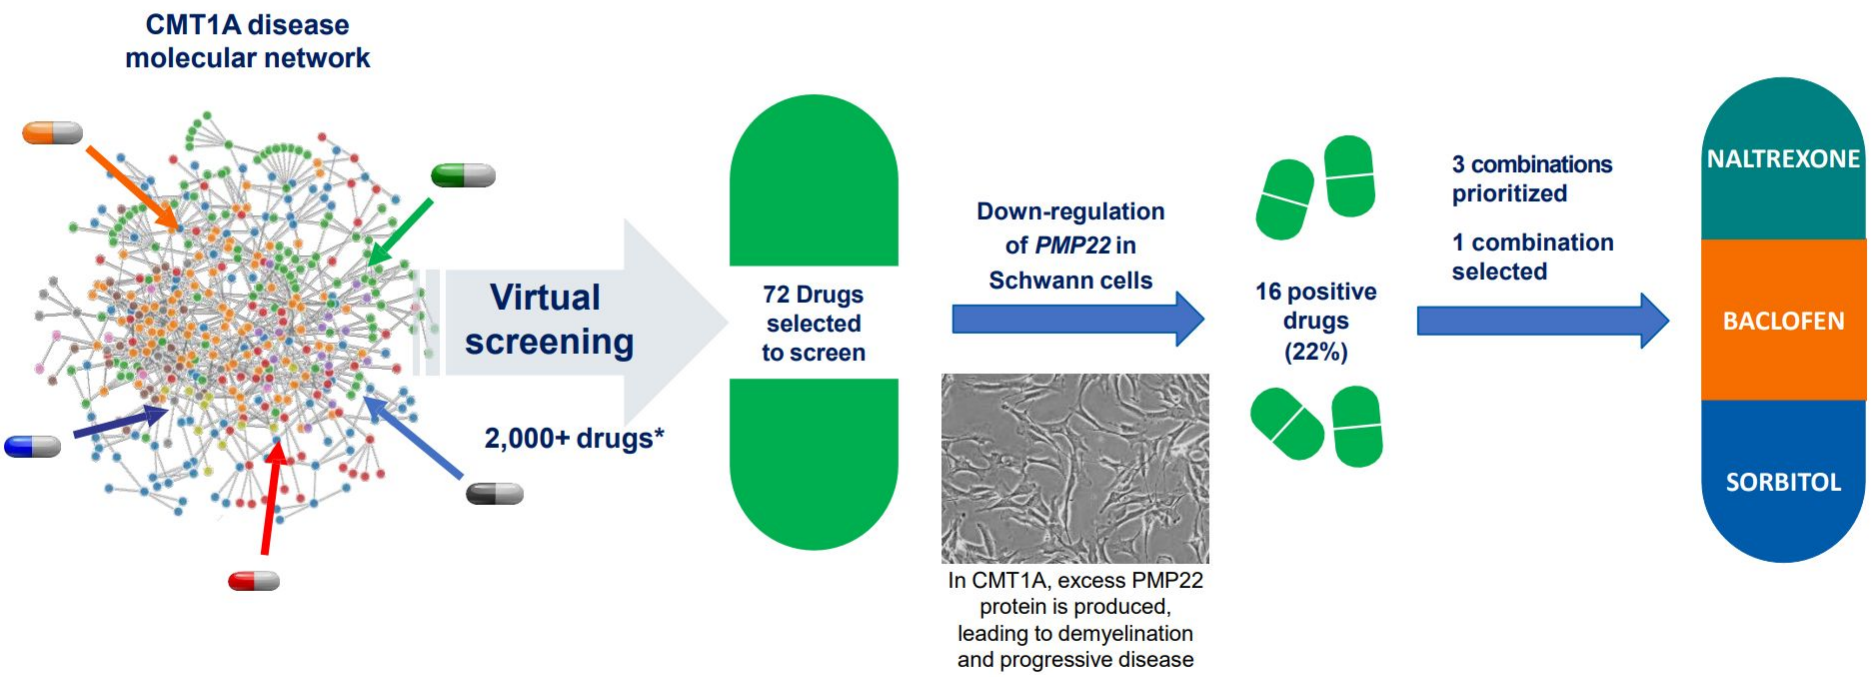 CMT1A disease
molecular network
Virtual
screening
2,000+ drugs*
72 Drugs
selected
to screen
Down-regulation
of PMP22 in
Schwann cells
In CMT1A, excess PMP22
protein is produced,
leading to demyelination
and progressive disease
16 positive
drugs
(22%)
3 combinations
prioritized
1 combination
selected
NALTREXONE
BACLOFEN
SORBITOL